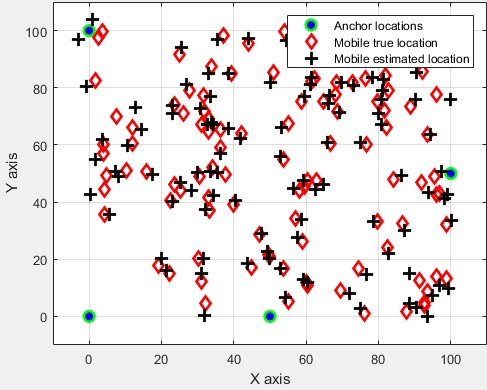 Anchor locations
Mobile true location
Mobile estimated location
100
80
60
40
20
0
Y axis
0
20
40
60
80
100
X axis